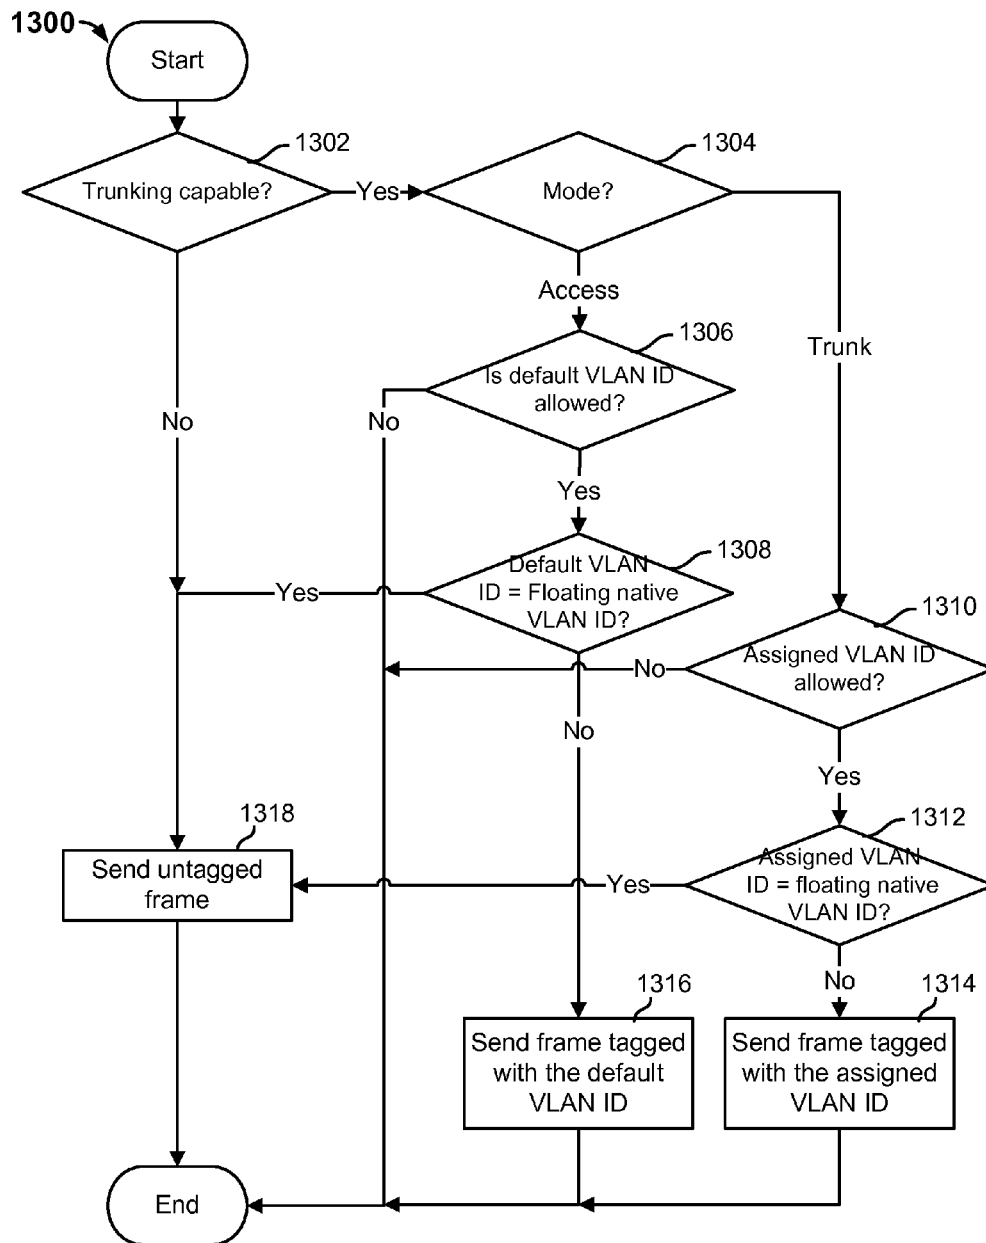 1300
Start
1302
Trunking capable?
Yes
1304
Mode?
Access
Trunk
1306
Is default VLAN ID
allowed?
No
No
Yes
1308
Default VLAN
ID = Floating native
VLAN ID?
Yes
1310
Assigned VLAN ID
allowed?
No
No
Yes
1312
Assigned VLAN
ID = floating native
VLAN ID?
Yes
1318
Send untagged
frame
No
1316
Send frame tagged
with the default
VLAN ID
1314
Send frame tagged
with the assigned
VLAN ID
End